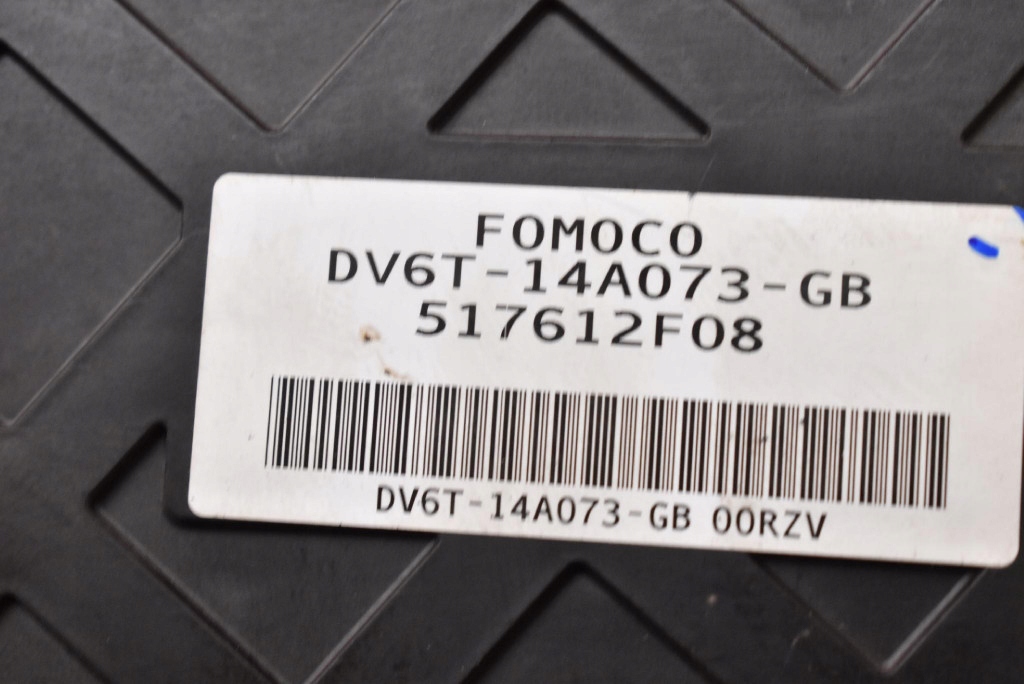 FOMOCO
DV6T-14A073-GB
517612F08
DV6T-14A073-GB 00RZV